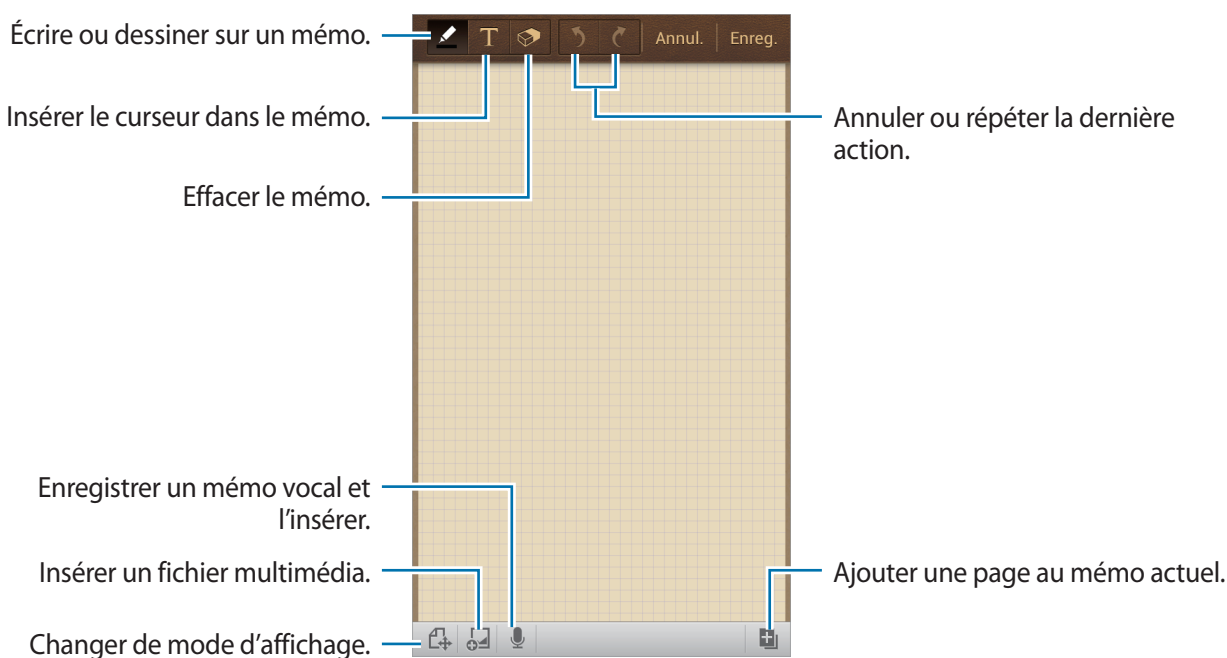 Écrire ou dessiner sur un mémo.
T
Annul.
Enreg.
Insérer le curseur dans le mémo.
Annuler ou répéter la dernière
action.
Effacer le mémo.
Enregistrer un mémo vocal et
l’insérer.
Insérer un fichier multimédia.
Ajouter une page au mémo actuel.
Changer de mode d’affichage.